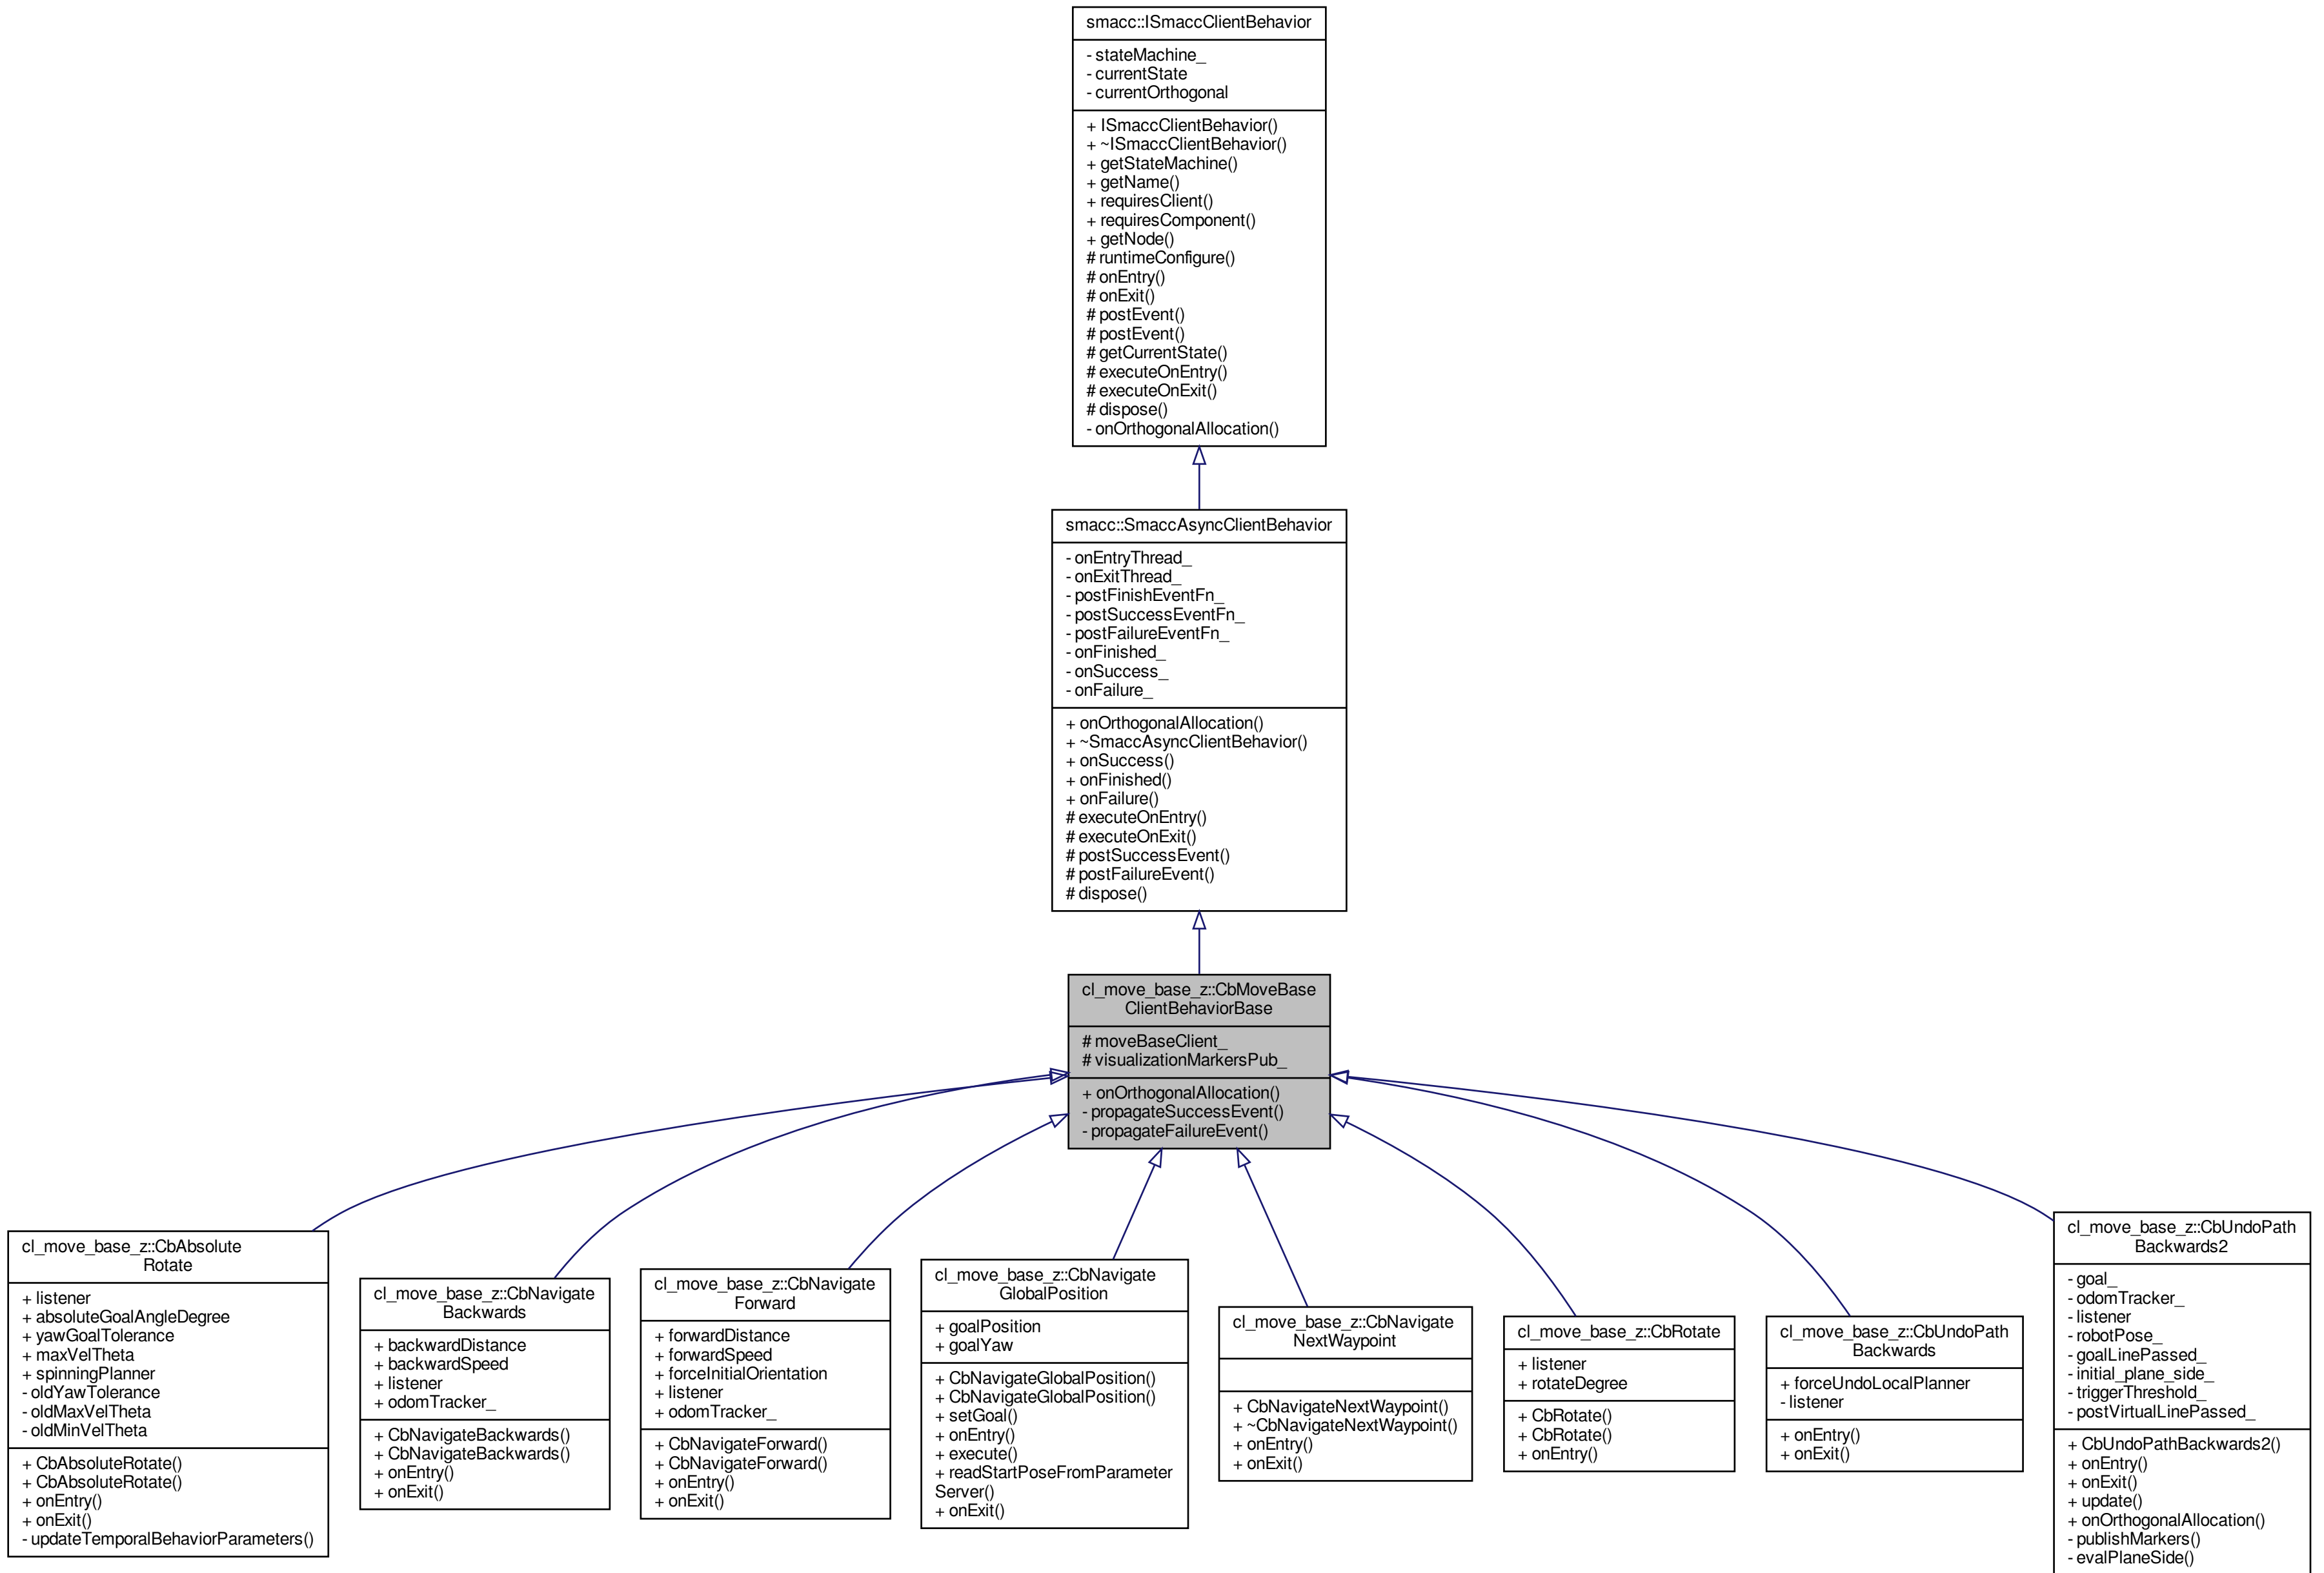 smacc::ISmaccClientBehavior
- stateMachine_
- currentState
- currentOrthogonal
+ ISmaccClientBehavior()
+ ~ISmaccClientBehavior()
+ getStateMachine()
+ getName()
+ requiresClient()
+ requiresComponent()
+ getNode()
# runtimeConfigure()
# onEntry()
# onExit()
# postEvent()
# postEvent()
# getCurrentState()
# executeOnEntry()
# executeOnExit()
# dispose()
- onOrthogonalAllocation()
smacc::SmaccAsyncClientBehavior
- onEntryThread_
- onExitThread_
- postFinishEventFn_
- postSuccessEventFn_
- postFailureEventFn_
- onFinished_
- onSuccess_
- onFailure_
+ onOrthogonalAllocation()
+ ~SmaccAsyncClientBehavior()
+ onSuccess()
+ onFinished()
+ onFailure()
# executeOnEntry()
# executeOnExit()
# postSuccessEvent()
# postFailureEvent()
# dispose()
cl_move_base_z::CbMoveBase
ClientBehaviorBase
# moveBaseClient_
# visualizationMarkersPub_
+ onOrthogonalAllocation()
- propagateSuccessEvent()
- propagateFailureEvent()
cl_move_base_z::CbAbsolute
Rotate
+ listener
+ absoluteGoalAngleDegree
+ yawGoalTolerance
+ maxVelTheta
+ spinningPlanner
- oldYawTolerance
- oldMaxVelTheta
- oldMinVelTheta
+ CbAbsoluteRotate()
+ CbAbsoluteRotate()
+ onEntry()
+ onExit()
- updateTemporalBehaviorParameters()
cl_move_base_z::CbNavigate
Backwards
+ backwardDistance
+ backwardSpeed
+ listener
+ odomTracker_
+ CbNavigateBackwards()
+ CbNavigateBackwards()
+ onEntry()
+ onExit()
cl_move_base_z::CbNavigate
Forward
+ forwardDistance
+ forwardSpeed
+ forceInitialOrientation
+ listener
+ odomTracker_
+ CbNavigateForward()
+ CbNavigateForward()
+ onEntry()
+ onExit()
cl_move_base_z::CbNavigate
GlobalPosition
+ goalPosition
+ goalYaw
+ CbNavigateGlobalPosition()
+ CbNavigateGlobalPosition()
+ setGoal()
+ onEntry()
+ execute()
+ readStartPoseFromParameter
Server()
+ onExit()
cl_move_base_z::CbNavigate
NextWaypoint
+ CbNavigateNextWaypoint()
+ ~CbNavigateNextWaypoint()
+ onEntry()
+ onExit()
cl_move_base_z::CbRotate
+ listener
+ rotateDegree
+ CbRotate()
+ CbRotate()
+ onEntry()
cl_move_base_z::CbUndoPath
Backwards
+ forceUndoLocalPlanner
- listener
+ onEntry()
+ onExit()
cl_move_base_z::CbUndoPath
Backwards2
- goal_
- odomTracker_
- listener
- robotPose_
- goalLinePassed_
- initial_plane_side_
- triggerThreshold_
- postVirtualLinePassed_
+ CbUndoPathBackwards2()
+ onEntry()
+ onExit()
+ update()
+ onOrthogonalAllocation()
- publishMarkers()
- evalPlaneSide()